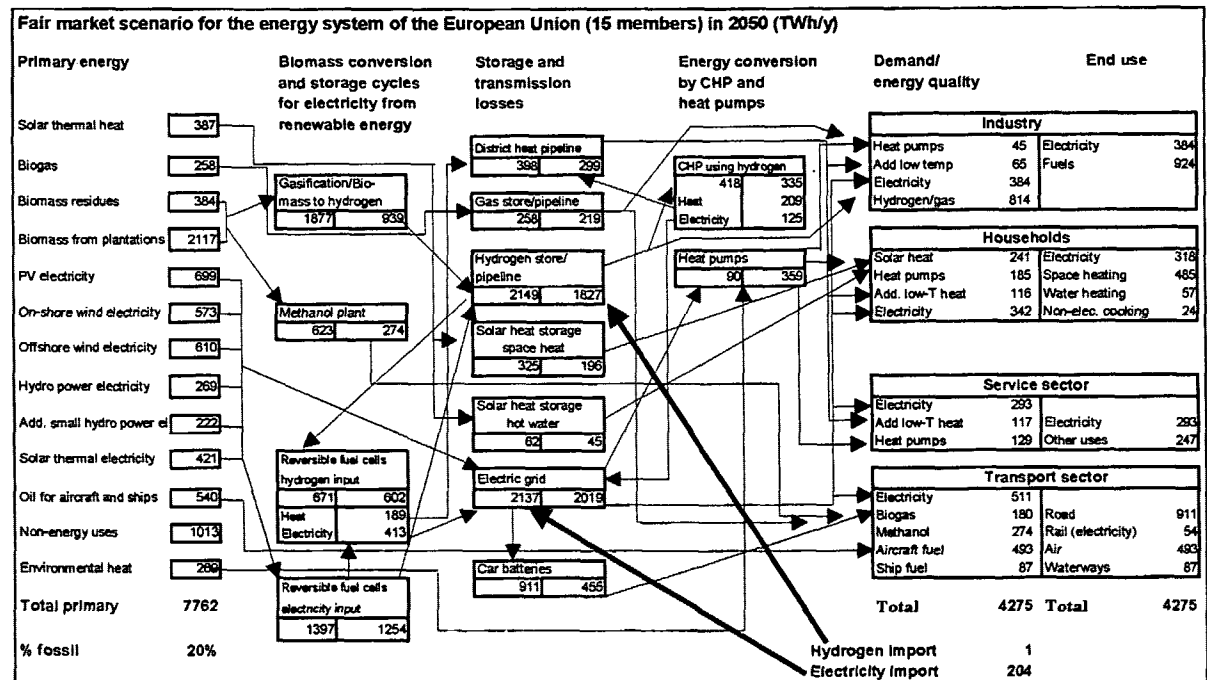 Fair market scenario for the energy system of the European Union (15 members) in 2050 (TWh/y)
Primary energy
Solar thermal heat 387
Biogas 258
Biomass residues 384
Biomass from plantations 2117
PV electricity 699
On-shore wind electricity 573
Offshore wind electricity 610
Hydro power electricity 269
Add. small hydro power el 222
Solar thermal electricity 421
Oil for aircraft and ships 540
Non-energy uses 1013
Environmental heat 269
Total primary 7762
% fossil 20%
Biomass conversion
and storage cycles
for electricity from
renewable energy
Gasification/Bio-
mass to hydrogen
1877 939
Methanol plant
623 274
Reversible fuel cells
hydrogen input
671 602
Heat 189
Electricity 413
Reversible fuel cells
electricity input
1397 1254
Storage and
transmission
losses
District heat pipeline
398 299
Gas store/pipeline
258 219
Hydrogen store/
pipeline
2149 1827
Solar heat storage
space heat
325 196
Solar heat storage
hot water
62 45
Electric grid
2137 2019
Car batteries
911 455
Energy conversion
by CHP and
heat pumps
CHP using hydrogen
418 335
Heat 209
Electricity 125
Heat pumps
90 359
Demand/
energy quality
End use
Industry
Heat pumps 45 Electricity 384
Add low temp 65 Fuels 924
Electricity 384
Hydrogen/gas 814
Households
Solar heat 241 Electricity 318
Heat pumps 185 Space heating 485
Add. low-T heat 116 Water heating 57
Electricity 342 Non-elec. cooking 24
Service sector
Electricity 293
Add low-T heat 117 Electricity 293
Heat pumps 129 Other uses 247
Transport sector
Electricity 511
Biogas 180 Road 911
Methanol 274 Rail (electricity) 54
Aircraft fuel 493 Air 493
Ship fuel 87 Waterways 87
Total 4275 Total 4275
Hydrogen import 1
Electricity import 204